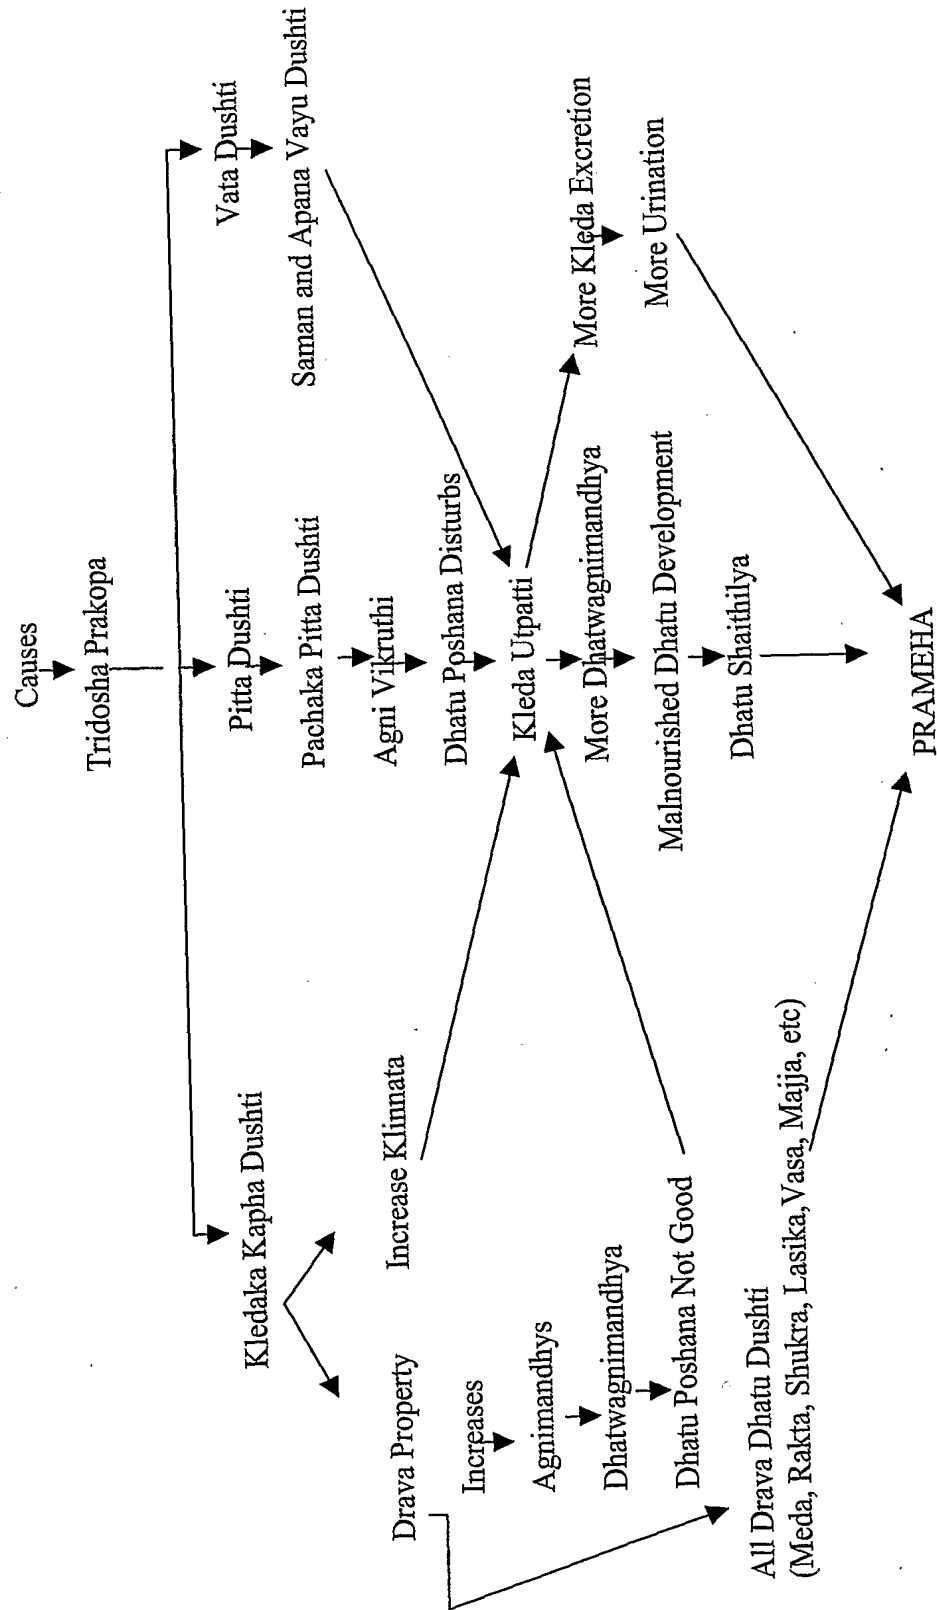 Causes
Tridosha Prakopa
Kledaka Kapha Dushti
Pitta Dushti
Vata Dushti
Pachaka Pitta Dushti
Saman and Apana Vayu Dushti
Drava Property
Increase Klinnata
Agni Vikruthi
Increases
Dhatu Poshana Disturbs
Agnimandhys
Kleda Utpatti
More Kleda Excretion
Dhatwagnimandhya
More Dhatwagnimandhya
More Urination
Dhatu Poshana Not Good
Malnourished Dhatu Development
Dhatu Shaithilya
All Drava Dhatu Dushti
(Meda, Rakta, Shukra, Lasika, Vasa, Majja, etc)
PRAMEHA